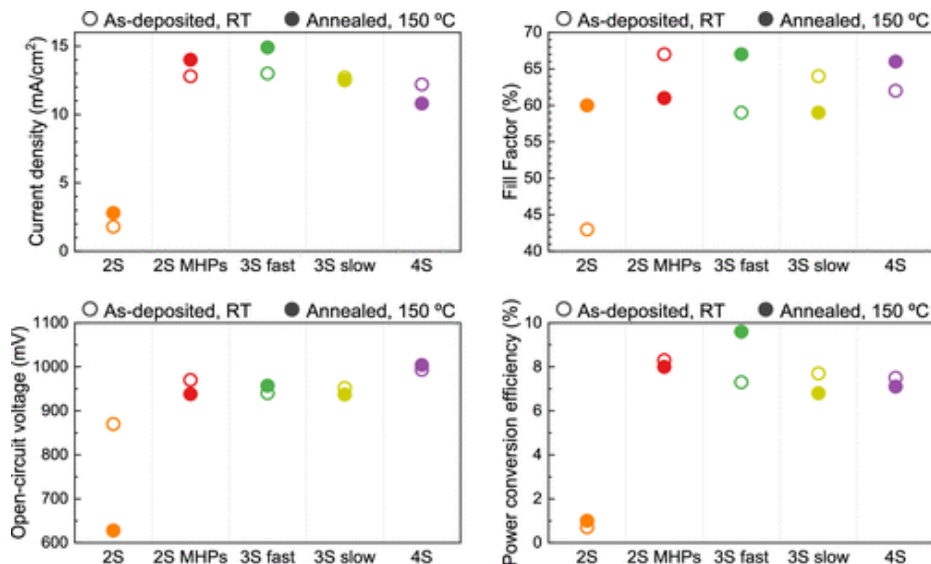 As-deposited, RT Annealed, 150 ºC
Current density (mA/cm²)
15
10
5
0
2S 2S MHPs 3S fast 3S slow 4S
As-deposited, RT Annealed, 150 ºC
Fill Factor (%)
70
65
60
55
50
45
40
2S 2S MHPs 3S fast 3S slow 4S
As-deposited, RT Annealed, 150 ºC
Open-circuit voltage (mV)
1100
1000
900
800
700
600
2S 2S MHPs 3S fast 3S slow 4S
As-deposited, RT Annealed, 150 ºC
Power conversion efficiency (%)
10
8
6
4
2
0
2S 2S MHPs 3S fast 3S slow 4S